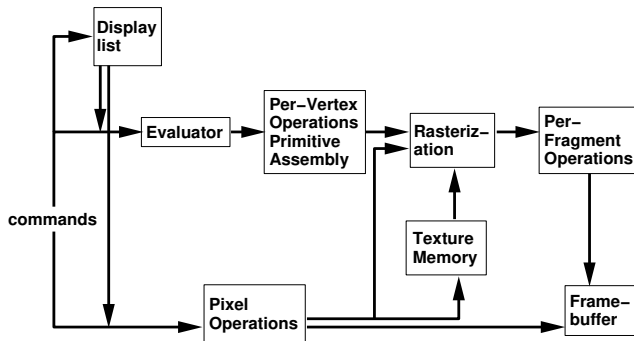 Display
list
Evaluator
Per-Vertex
Operations
Primitive
Assembly
Rasteriz-
ation
Per-
Fragment
Operations
commands
Texture
Memory
Pixel
Operations
Frame-
buffer